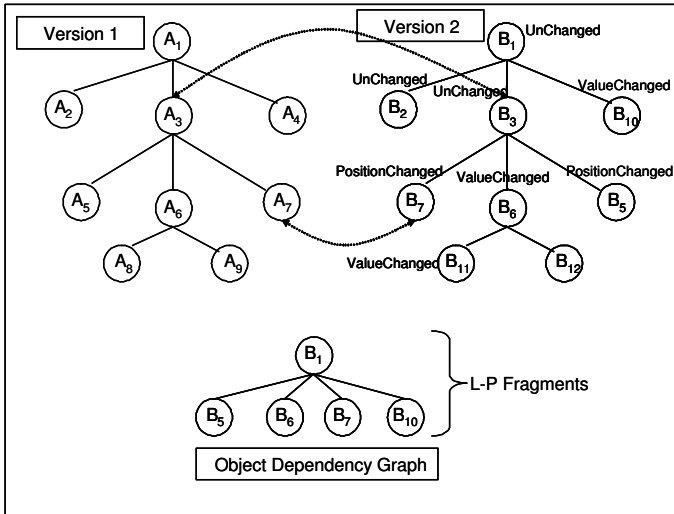 Version 1
Version 2
A1
B1
UnChanged
UnChanged
UnChanged
ValueChanged
A2
A3
A4
B2
B3
B10
PositionChanged
ValueChanged
PositionChanged
A5
A6
A7
B7
B6
B5
A8
A9
ValueChanged
B11
B12
B1
B5
B6
B7
B10
L-P Fragments
Object Dependency Graph